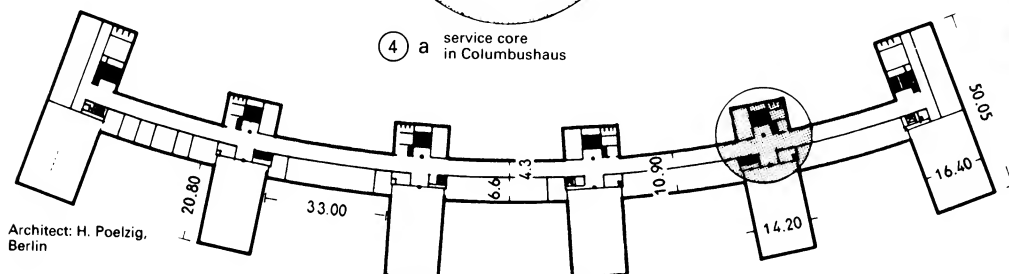 4 a service core
in Columbushaus
50.05
4.3
6.6
10.90
16.40
20.80
33.00
14.20
Architect: H. Poelzig,
Berlin